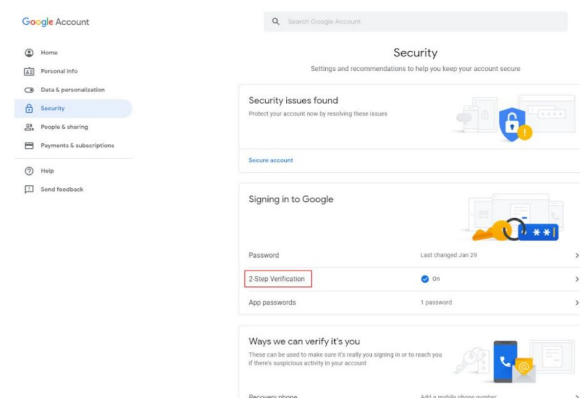 Google Account
Search Google Account
Home
Personal info
Data & personalization
Security
People & sharing
Payments & subscriptions
Help
Send feedback
Security
Settings and recommendations to help you keep your account secure
Security issues found
Protect your account now by resolving these issues
Secure account
Signing in to Google
Password Last changed Jan 29
2-Step Verification On
App passwords 1 password
Ways we can verify it's you
These can be used to make sure it's really you signing in or to reach you
if there's suspicious activity in your account
Recovery phone Add a mobile phone number